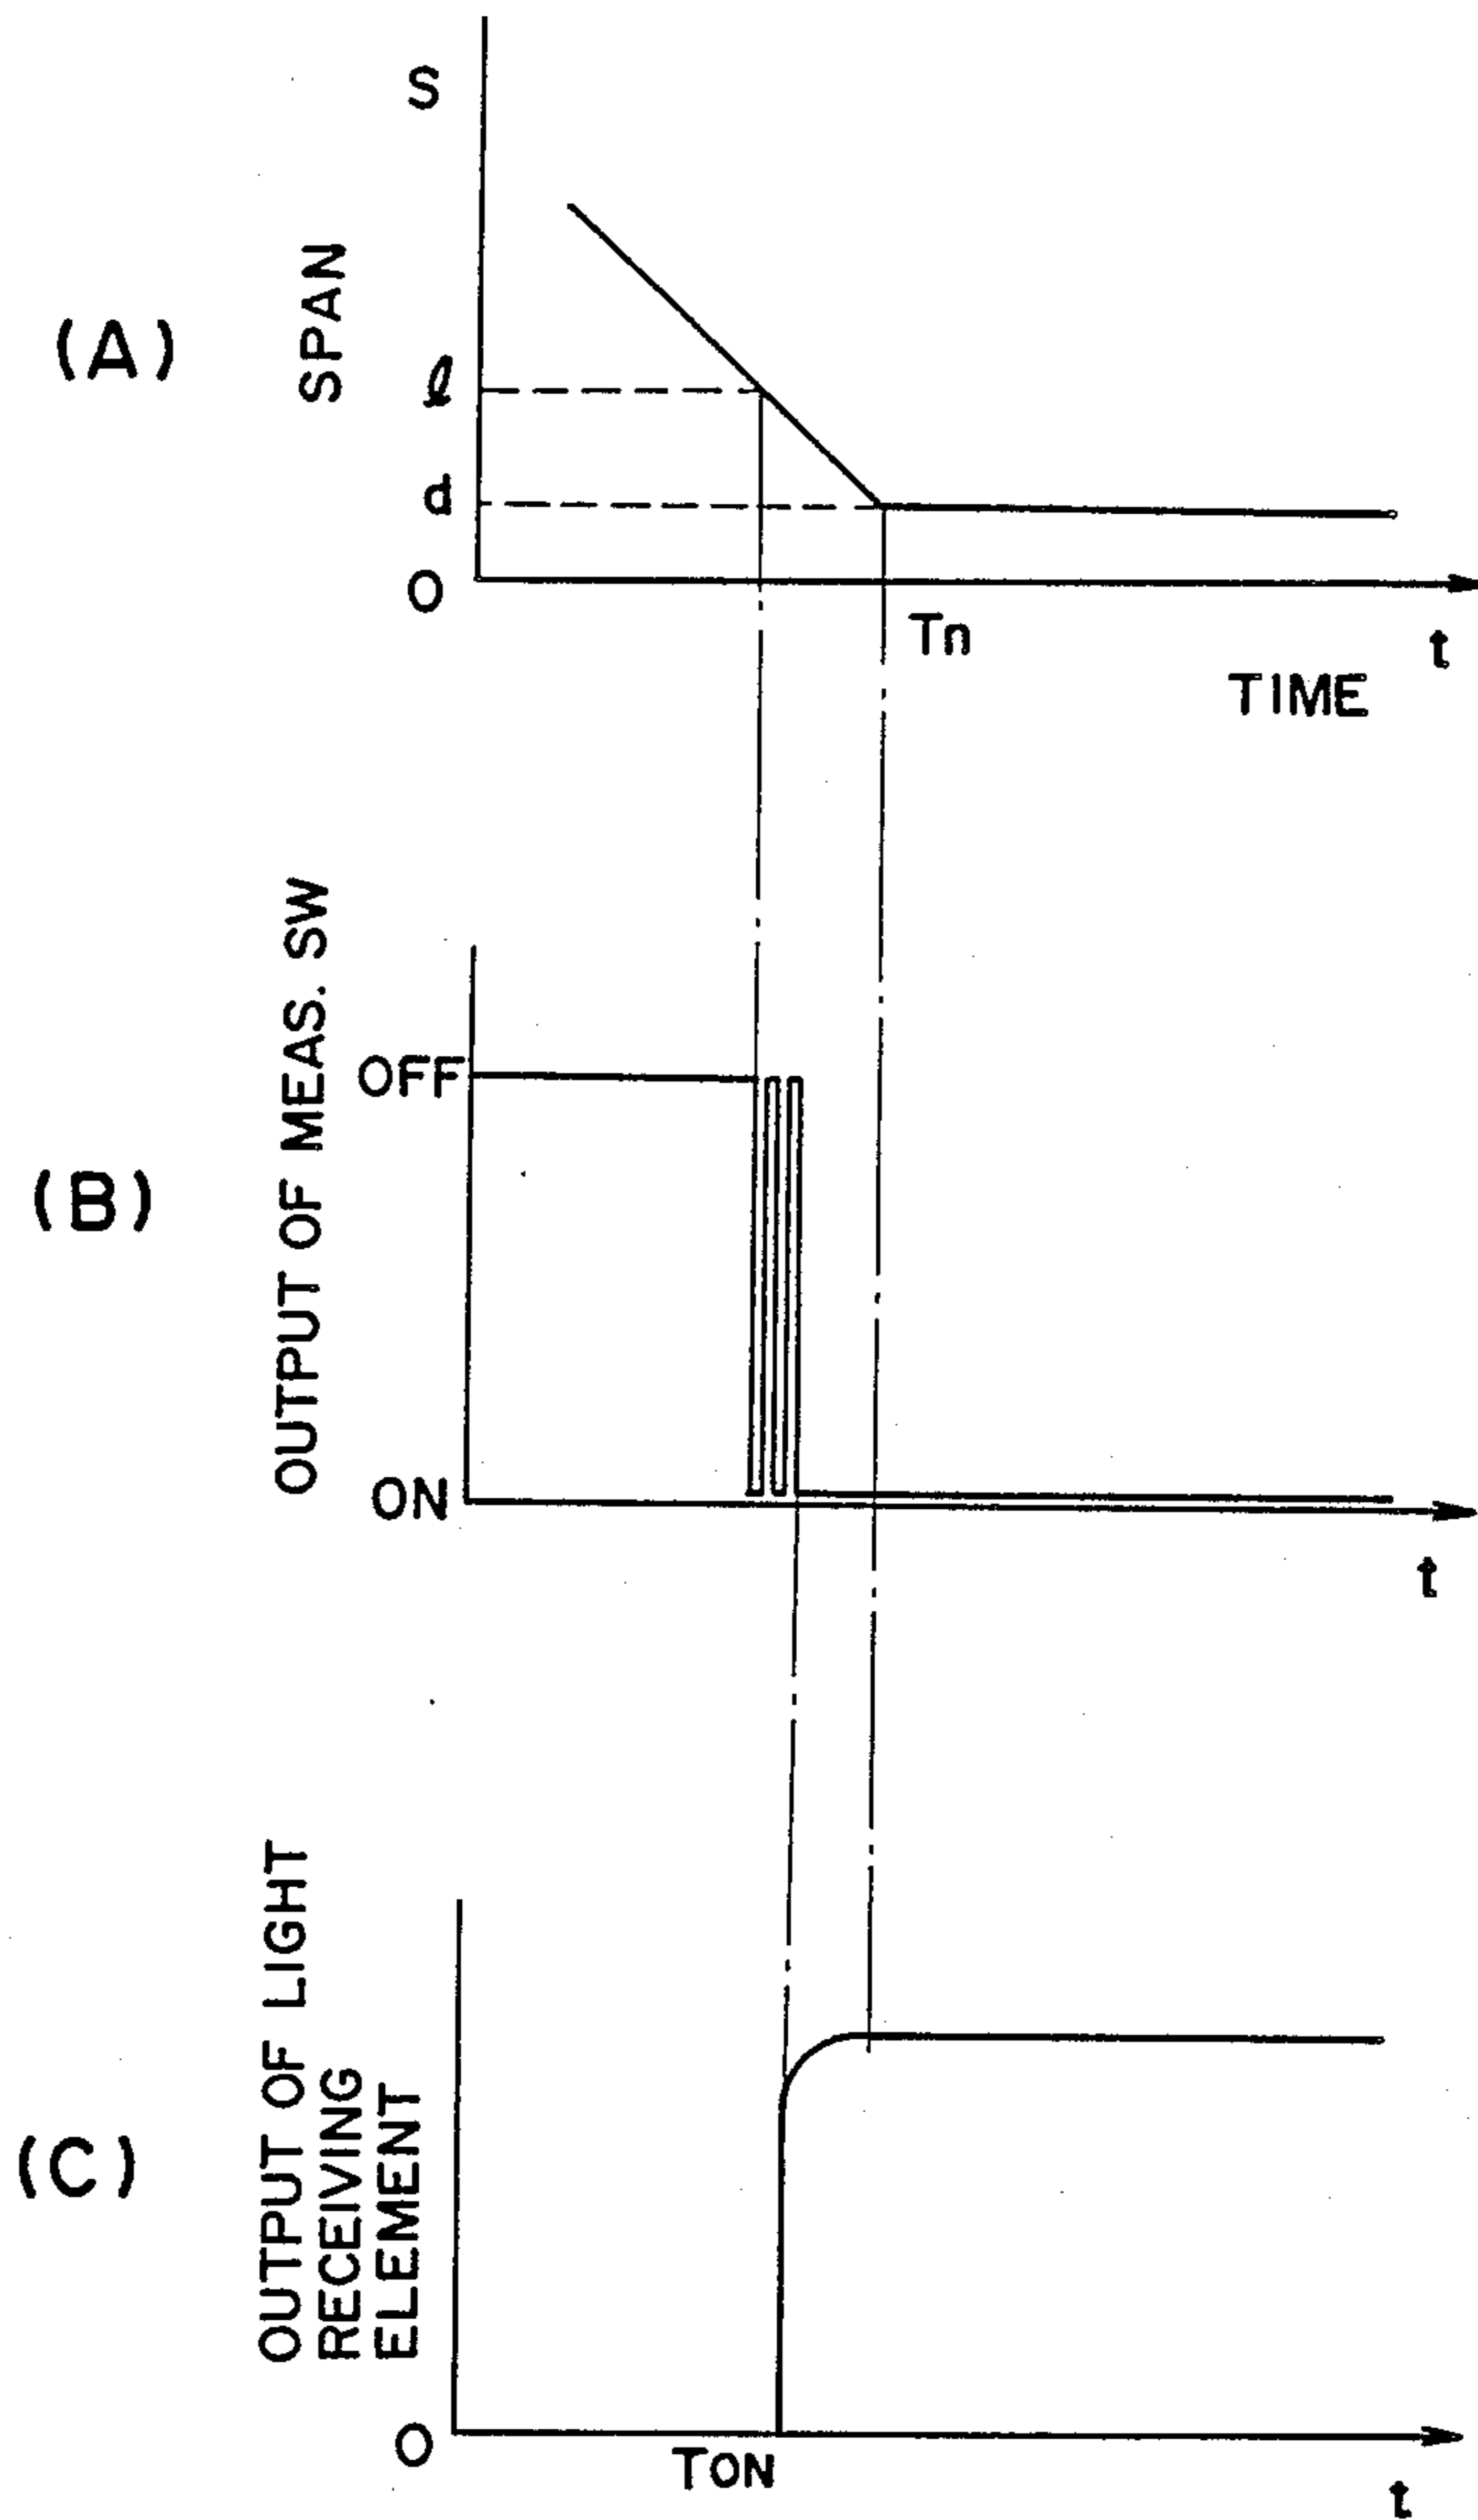 (A)
SPAN
S
ℓ
d
O
Tn
t
TIME
(B)
OUTPUT OF MEAS. SW
OFF
ON
t
(C)
OUTPUT OF LIGHT
RECEIVING
ELEMENT
O
TON
t